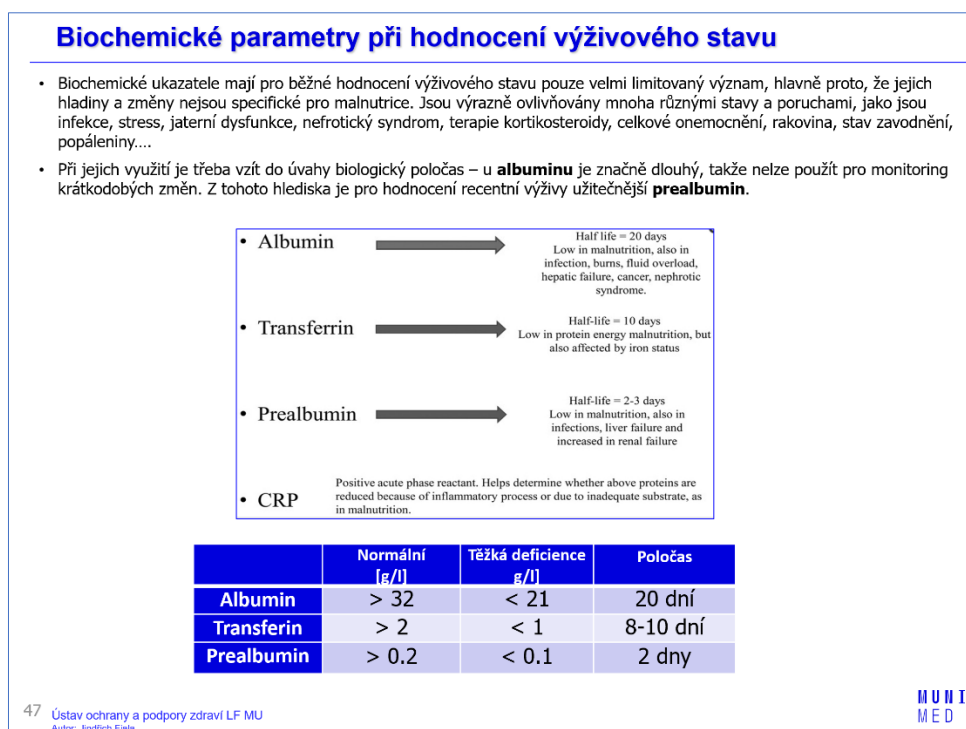 Biochemické parametry při hodnocení výživového stavu
• Biochemické ukazatele mají pro běžné hodnocení výživového stavu pouze velmi limitovaný význam, hlavně proto, že jejich
hladiny a změny nejsou specifické pro malnutrice. Jsou výrazně ovlivňovány mnoha různými stavy a poruchami, jako jsou
infekce, stress, jaterní dysfunkce, nefrotický syndrom, terapie kortikosteroidy, celkové onemocnění, rakovina, stav zavodnění,
popáleniny....
• Při jejich využití je třeba vzít do úvahy biologický poločas – u albuminu je značně dlouhý, takže nelze použít pro monitoring
krátkodobých změn. Z tohoto hlediska je pro hodnocení recentní výživy užitečnější prealbumin.
• Albumin
Half life = 20 days
Low in malnutrition, also in
infection, burns, fluid overload,
hepatic failure, cancer, nephrotic
syndrome.
• Transferrin
Half-life = 10 days
Low in protein energy malnutrition, but
also affected by iron status
• Prealbumin
Half-life = 2-3 days
Low in malnutrition, also in
infections, liver failure and
increased in renal failure
• CRP
Positive acute phase reactant. Helps determine whether above proteins are
reduced because of inflammatory process or due to inadequate substrate, as
in malnutrition.
Normální [g/l] Těžká deficience g/l] Poločas
Albumin > 32 < 21 20 dní
Transferin > 2 < 1 8-10 dní
Prealbumin > 0.2 < 0.1 2 dny
47 Ústav ochrany a podpory zdraví LF MU
Autor: Jindřich Fiala
MUNI
MED